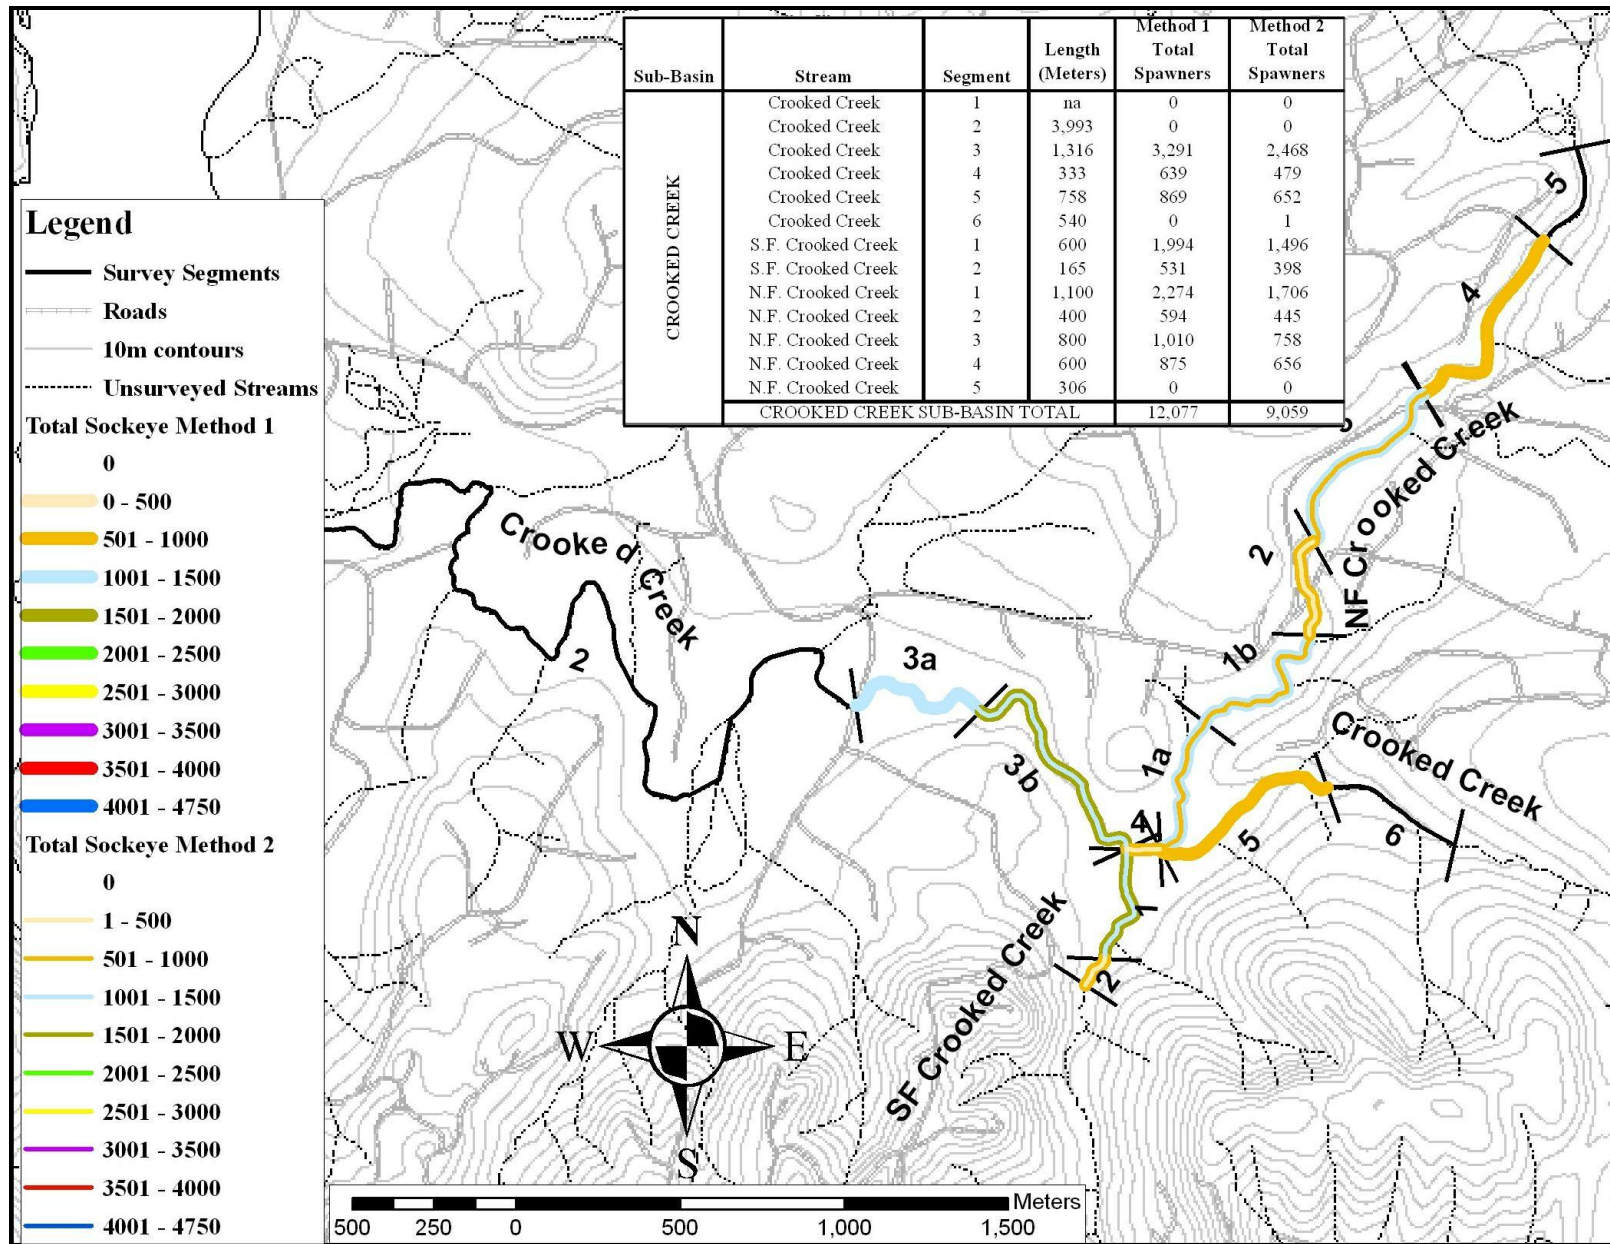 Sub-Basin Stream Segment Length (Meters) Method 1 Total Spawners Method 2 Total Spawners
CROOKED CREEK
Crooked Creek 1 na 0 0
Crooked Creek 2 3,993 0 0
Crooked Creek 3 1,316 3,291 2,468
Crooked Creek 4 333 639 479
Crooked Creek 5 758 869 652
Crooked Creek 6 540 0 1
S.F. Crooked Creek 1 600 1,994 1,496
S.F. Crooked Creek 2 165 531 398
N.F. Crooked Creek 1 1,100 2,274 1,706
N.F. Crooked Creek 2 400 594 445
N.F. Crooked Creek 3 800 1,010 758
N.F. Crooked Creek 4 600 875 656
N.F. Crooked Creek 5 306 0 0
CROOKED CREEK SUB-BASIN TOTAL 12,077 9,059
Legend
Survey Segments
Roads
10m contours
Unsurveyed Streams
Total Sockeye Method 1
0
0 - 500
501 - 1000
1001 - 1500
1501 - 2000
2001 - 2500
2501 - 3000
3001 - 3500
3501 - 4000
4001 - 4750
Total Sockeye Method 2
0
1 - 500
501 - 1000
1001 - 1500
1501 - 2000
2001 - 2500
2501 - 3000
3001 - 3500
3501 - 4000
4001 - 4750
5
4
NF Crooked Creek
2
1b
1a
Crooked Creek
2
3a
3b
4
Crooked Creek
5
6
1
2
SF Crooked Creek
N
W
E
S
500 250 0 500 1,000 1,500 Meters